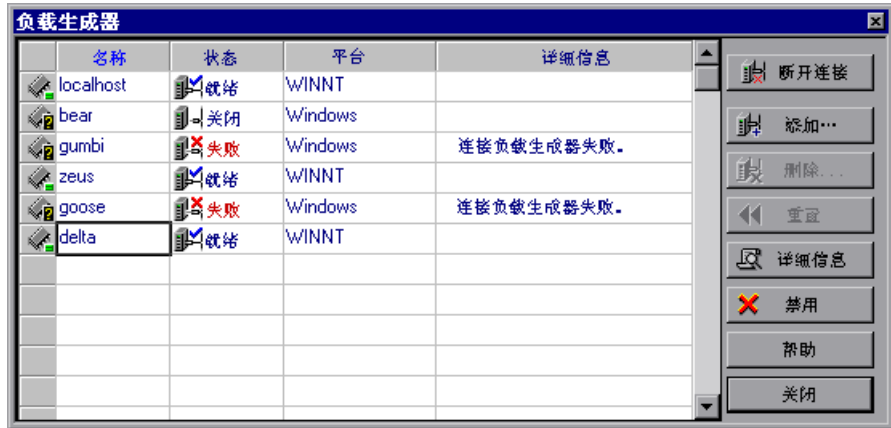 负载生成器
名称 状态 平台 详细信息
localhost 就绪 WINNT
bear 关闭 Windows
gumbi 失败 Windows 连接负载生成器失败。
zeus 就绪 WINNT
goose 失败 Windows 连接负载生成器失败。
delta 就绪 WINNT
断开连接
添加…
删除...
重置
详细信息
禁用
帮助
关闭